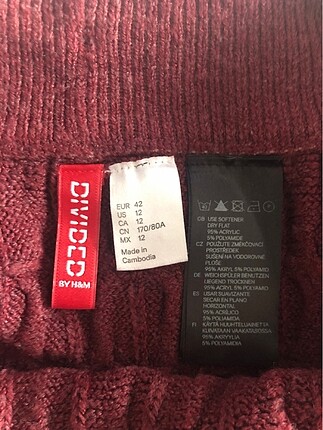 DIVIDED
BY H&M
EUR 42
US 12
CA 12
CN 170/80A
MX 12
Made in
Cambodia
GB USE SOFTENER
DRY FLAT
95% ACRYLIC
5% POLYAMIDE
CZ POUŽIJTE ZMĚKČOVACÍ
PROSTŘEDEK
SUŠENÍ NA VODOROVNÉ
PLOŠE
95% AKRYL 5% POLYAMID
DE WEICHSPÜLER BENUTZEN
LIEGEND TROCKNEN
95% ACRYL 5% POLYAMID
ES USAR SUAVIZANTE
SECAR EN PLANO
HORIZONTAL
95% ACRÍLICO
5% POLIAMIDA
FI KÄYTÄ HUUHTELUAINETTA
KUIVATAAN VAAKATASOSSA
95% AKRYYLIA
5% POLYAMIDIA